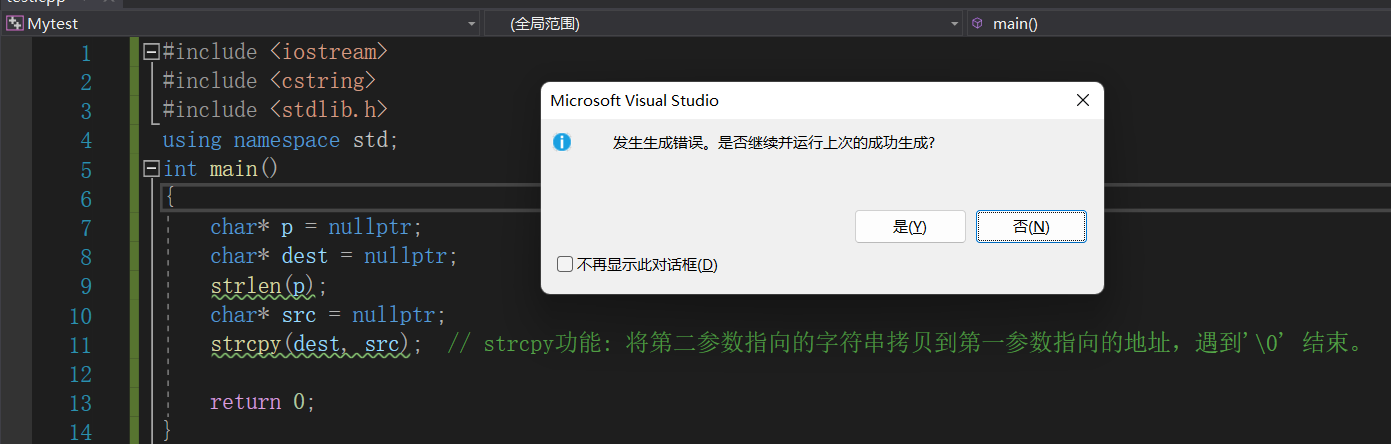 Mytest
(全局范围)
main()
1 #include <iostream>
2 #include <cstring>
3 #include <stdlib.h>
4 using namespace std;
5 int main()
6 {
7 char* p = nullptr;
8 char* dest = nullptr;
9 strlen(p);
10 char* src = nullptr;
11 strcpy(dest, src); // strcpy功能: 将第二参数指向的字符串拷贝到第一参数指向的地址，遇到'\0' 结束。
12
13 return 0;
14 }
Microsoft Visual Studio
发生生成错误。是否继续并运行上次的成功生成?
是(Y)
否(N)
不再显示此对话框(D)